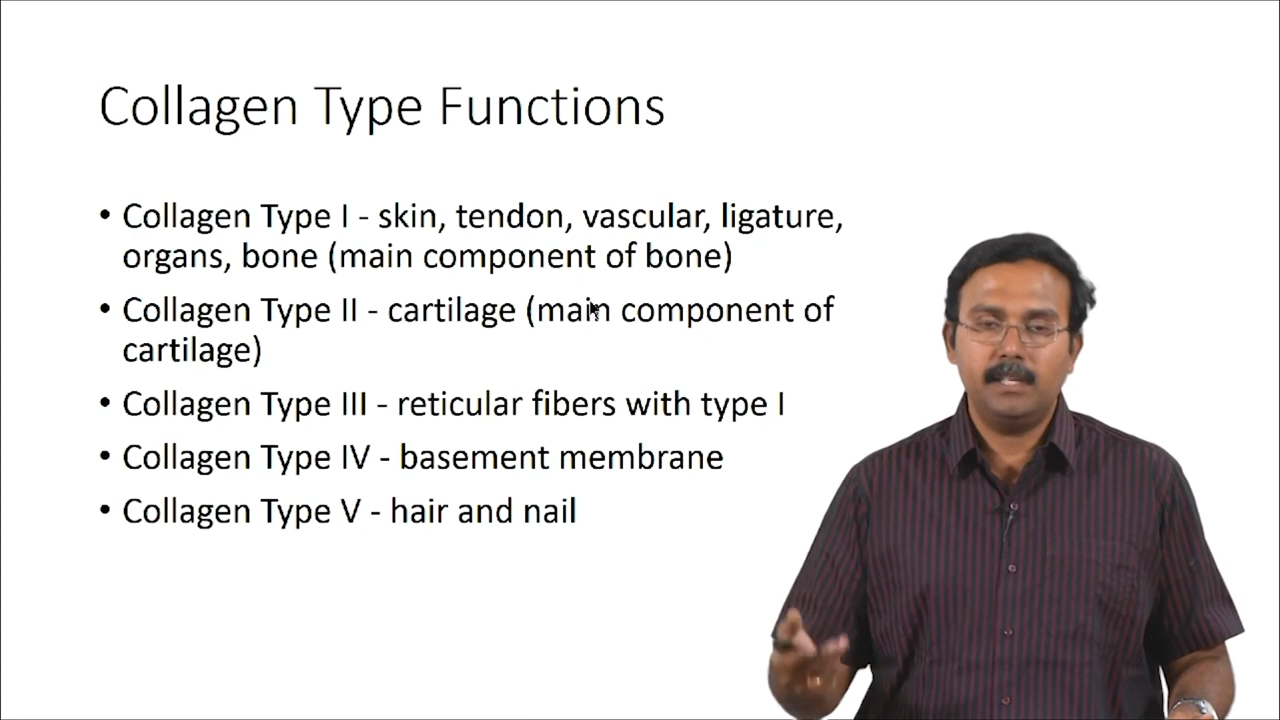 Collagen Type Functions
• Collagen Type I - skin, tendon, vascular, ligature,
organs, bone (main component of bone)
• Collagen Type II - cartilage (main component of
cartilage)
• Collagen Type III - reticular fibers with type I
• Collagen Type IV - basement membrane
• Collagen Type V - hair and nail